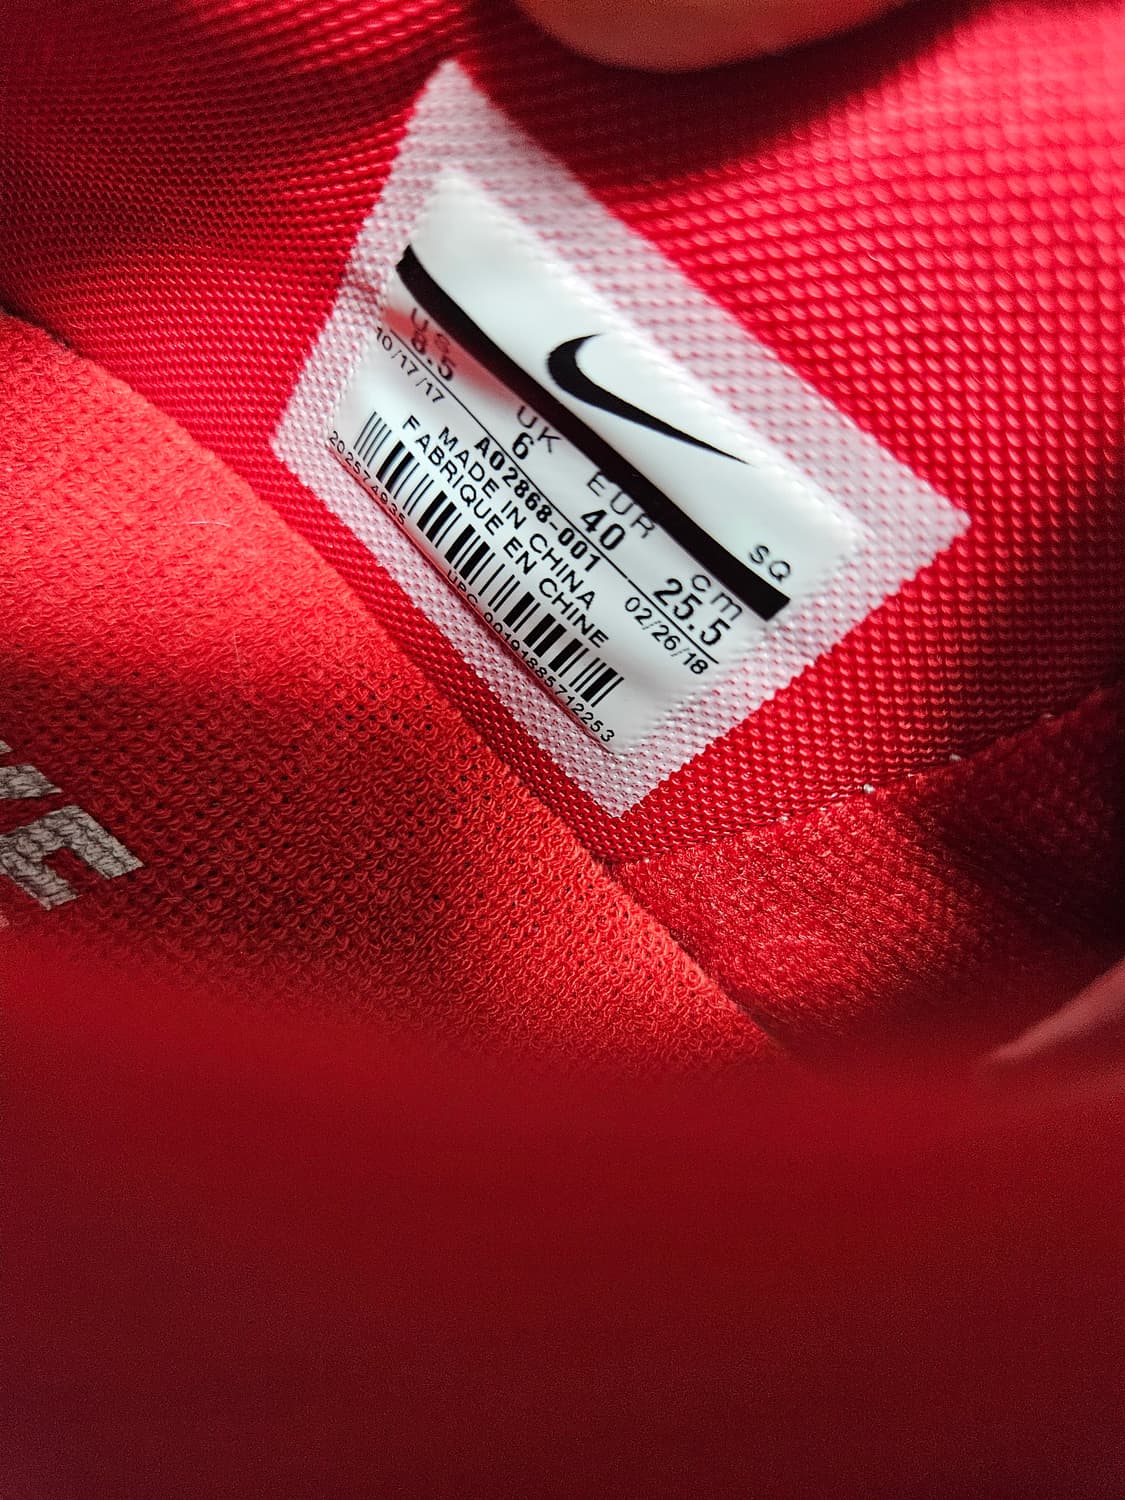 SQ
US UK EUR cm
8.5 6 40 25.5
10/17/17 AO2868-001 02/26/18
MADE IN CHINA
FABRIQUE EN CHINE
2025749235
UPC 00191885712253